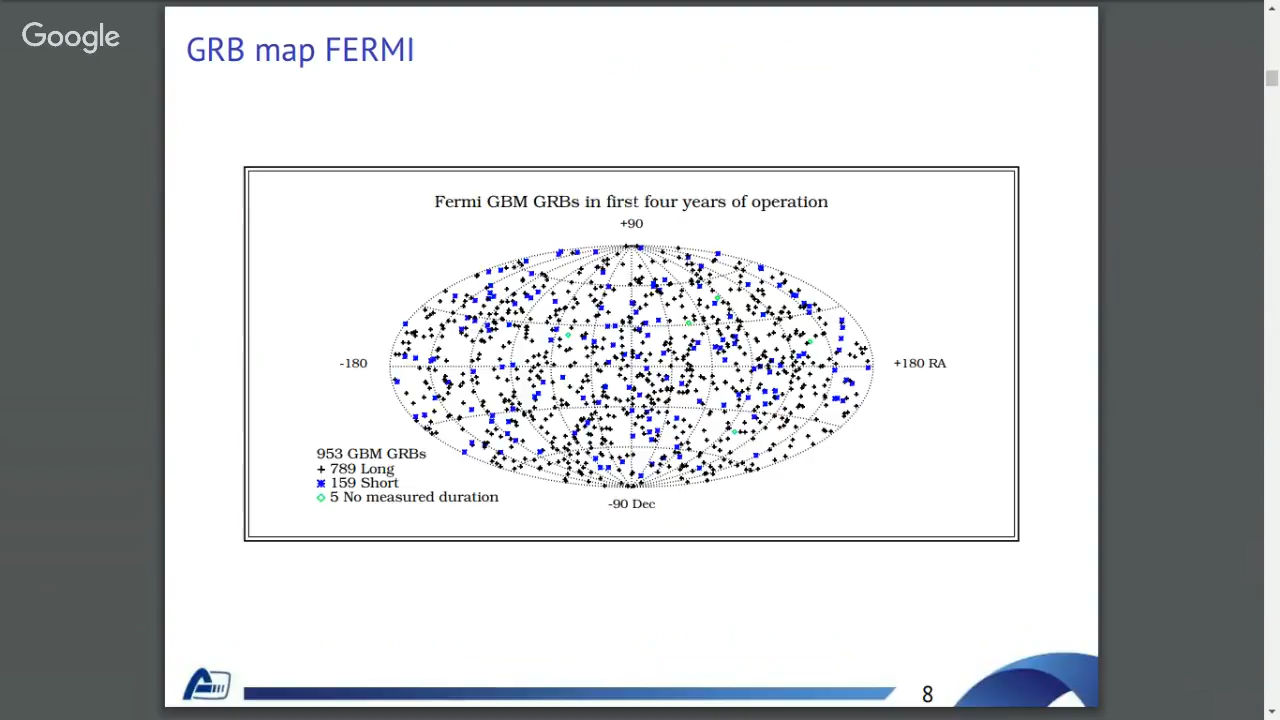 Google
GRB map FERMI
Fermi GBM GRBs in first four years of operation
+90
-180
+180 RA
953 GBM GRBs
+ 789 Long
159 Short
5 No measured duration
-90 Dec
8